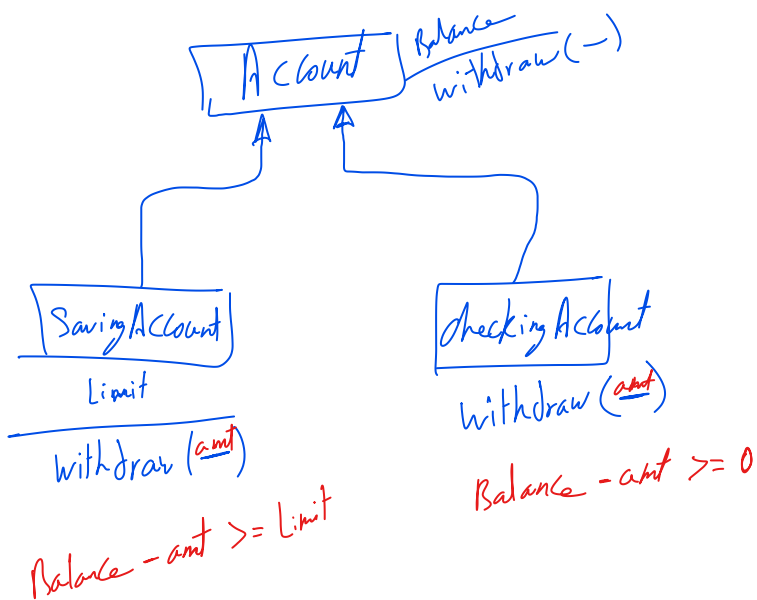 Account
Balance
withdraw(-)
SavingAccount
Limit
withdraw(amt)
Balance - amt >= Limit
checkingAccount
withdraw(amt)
Balance - amt >= 0